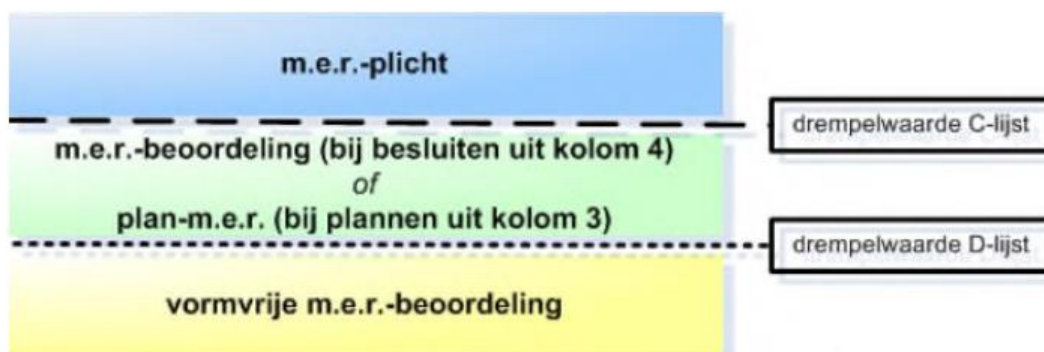 m.e.r.-plicht
drempelwaarde C-lijst
m.e.r.-beoordeling (bij besluiten uit kolom 4)
of
plan-m.e.r. (bij plannen uit kolom 3)
drempelwaarde D-lijst
vormvrije m.e.r.-beoordeling